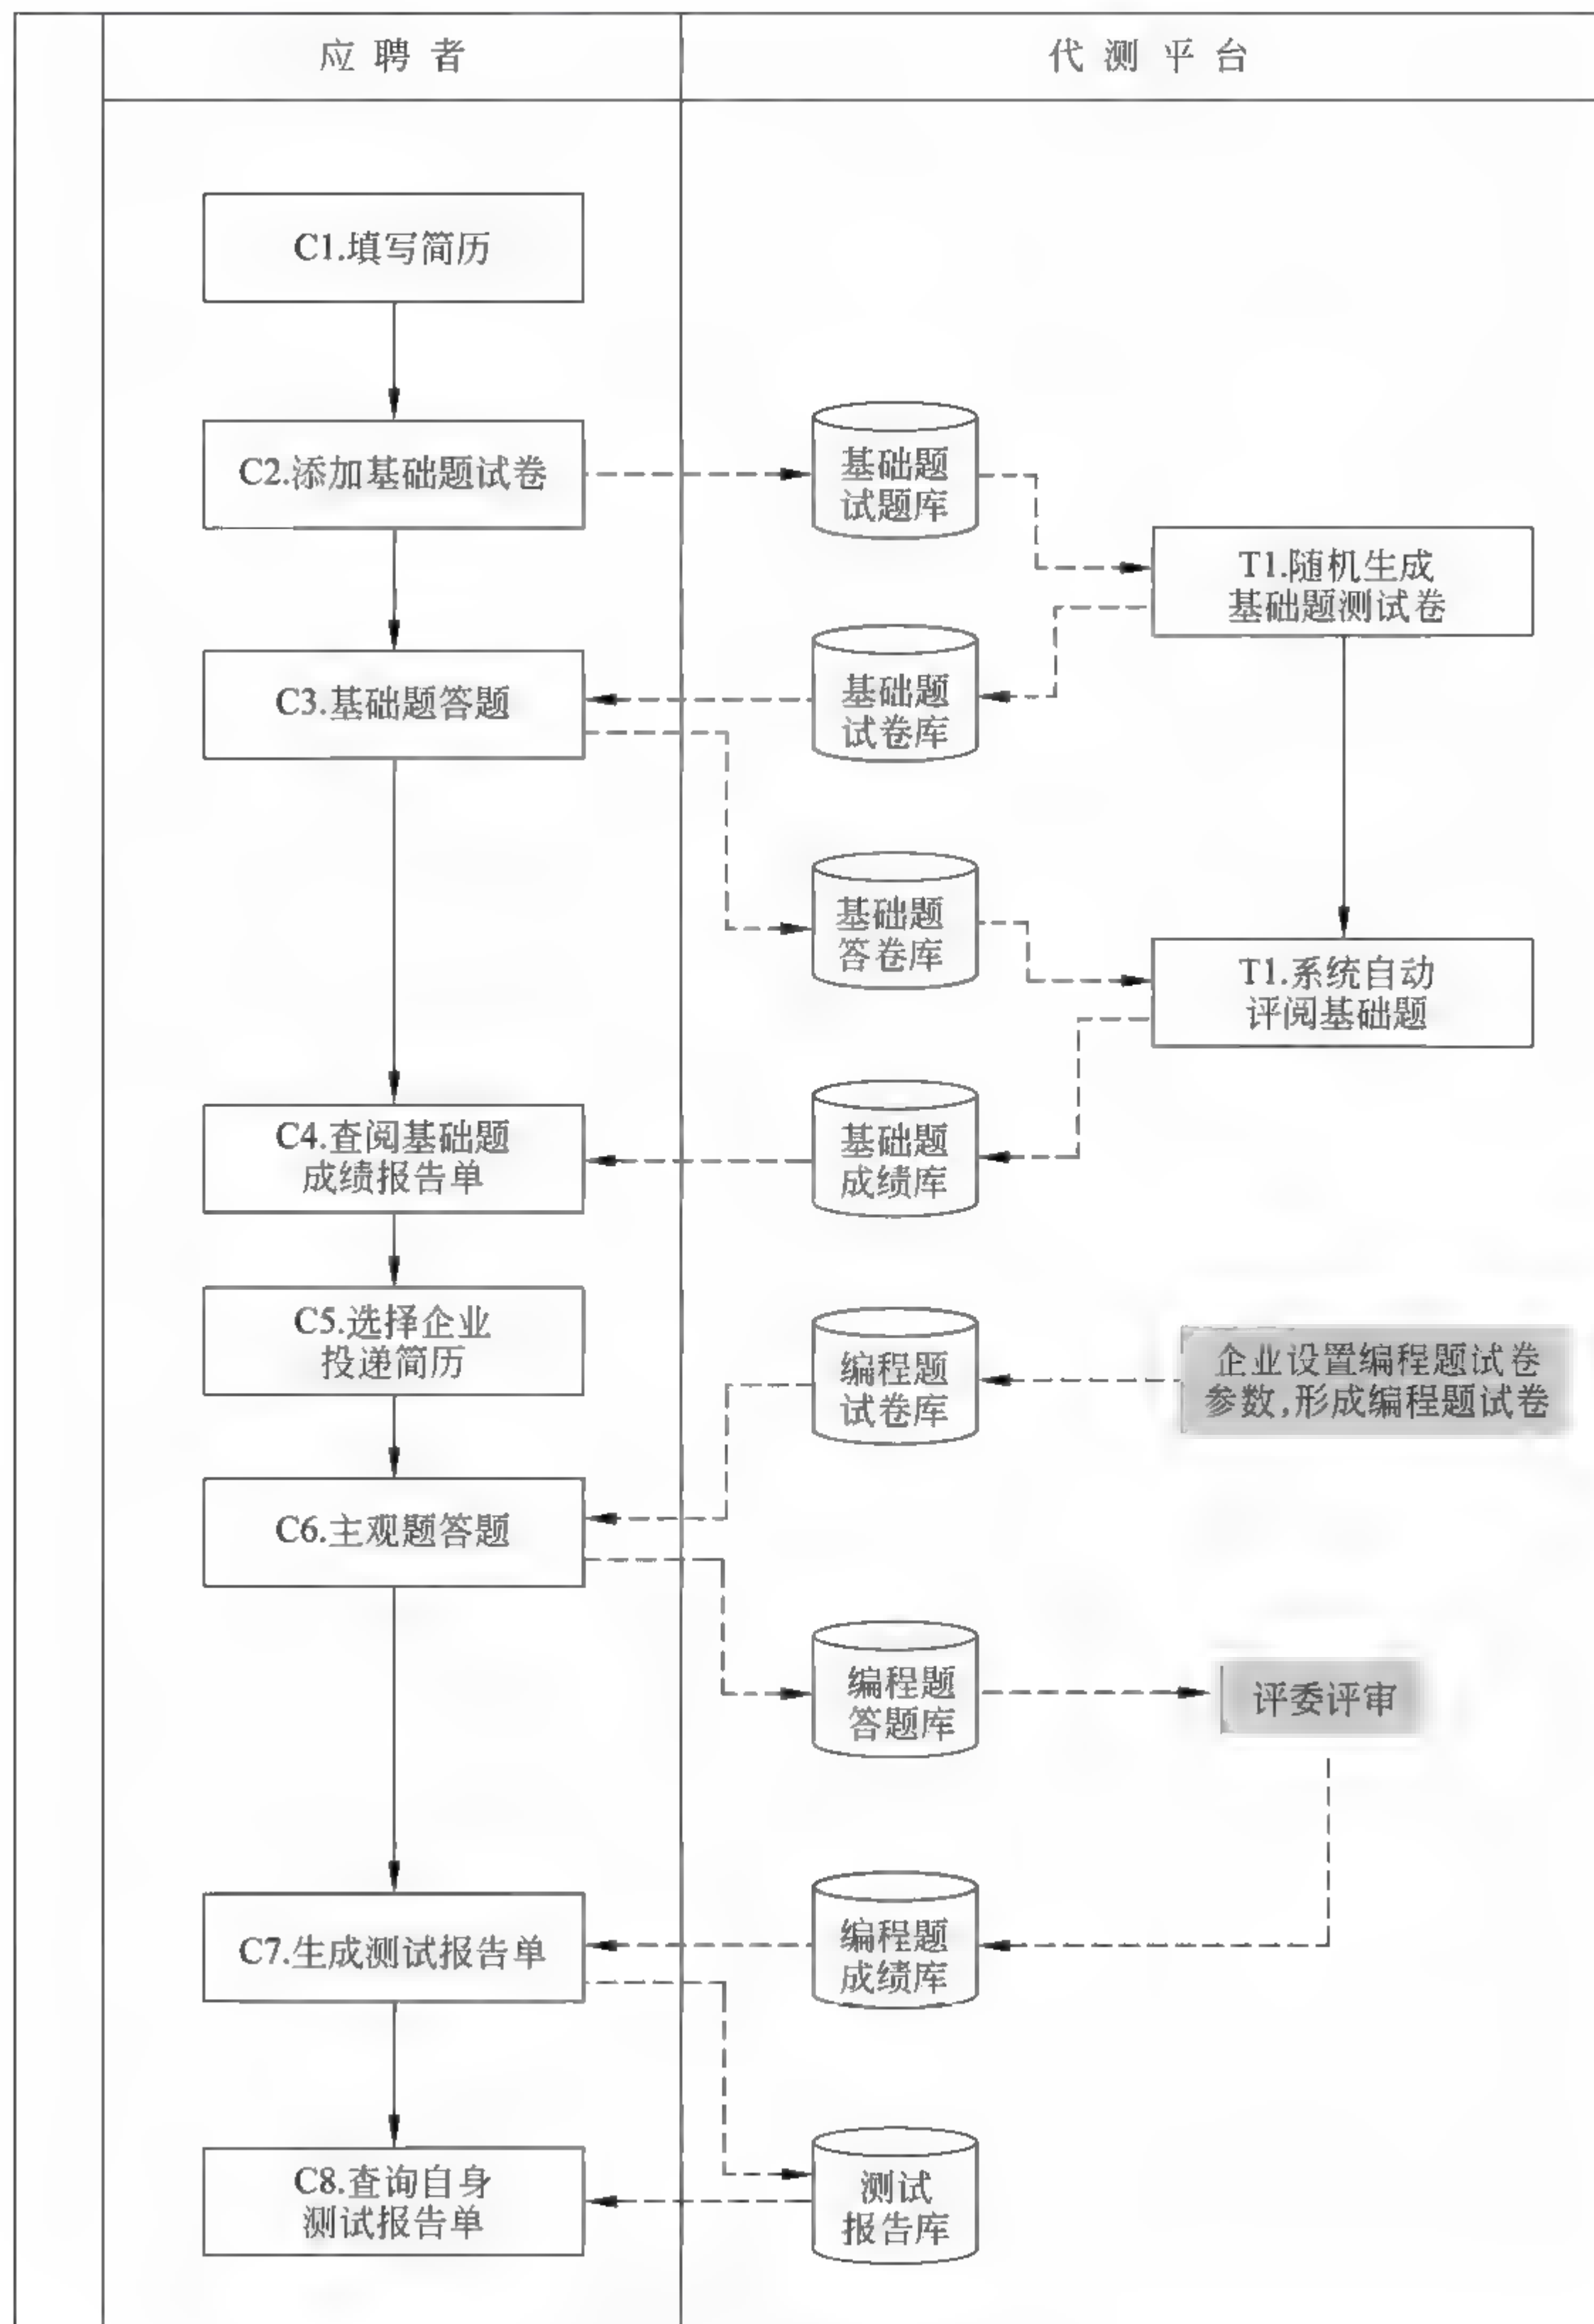 应聘者
代测平台
C1.填写简历
C2.添加基础题试卷
基础题
试题库
T1.随机生成
基础题测试卷
C3.基础题答题
基础题
试卷库
基础题
答卷库
T1.系统自动
评阅基础题
C4.查阅基础题
成绩报告单
基础题
成绩库
C5.选择企业
投递简历
编程题
试卷库
企业设置编程题试卷
参数,形成编程题试卷
C6.主观题答题
编程题
答题库
评委评审
C7.生成测试报告单
编程题
成绩库
C8.查询自身
测试报告单
测试
报告库